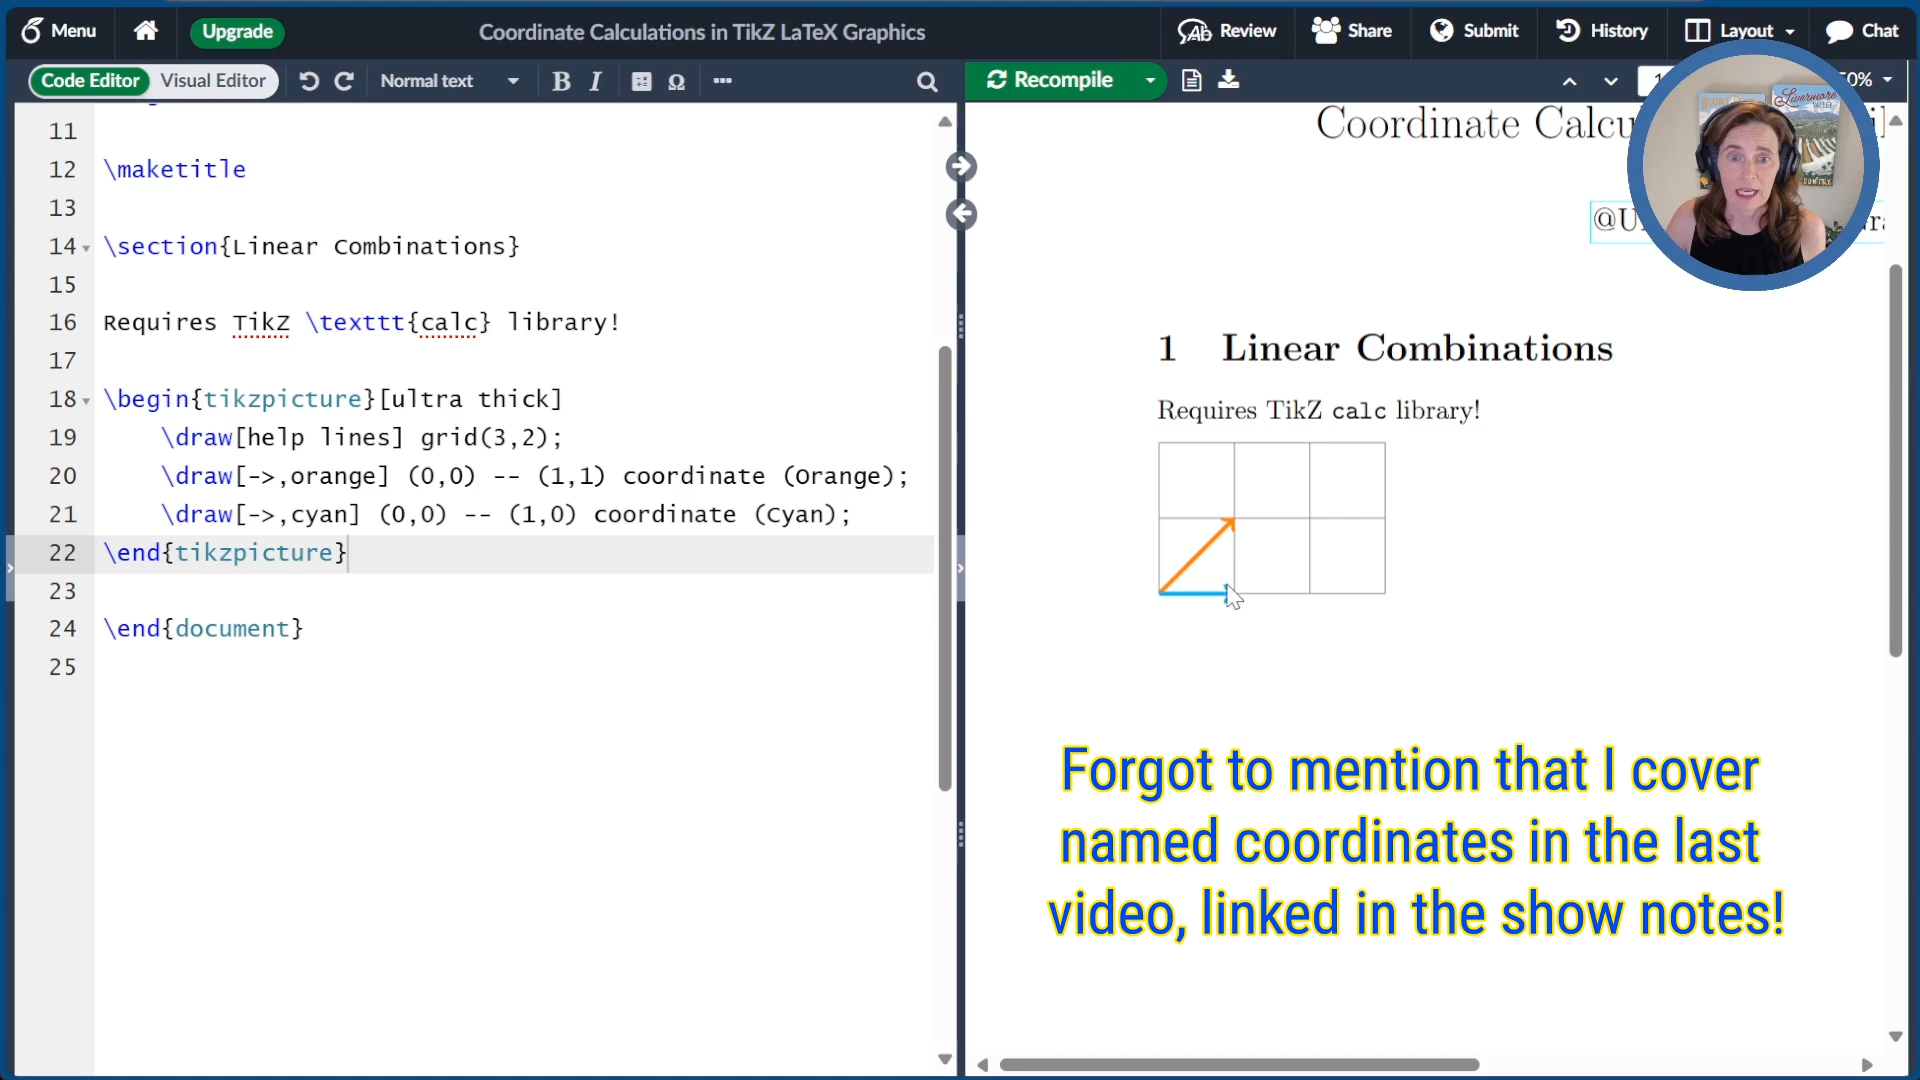 Menu
Upgrade
Coordinate Calculations in TikZ LaTeX Graphics
Review
Share
Submit
History
Layout
Chat
Code Editor
Visual Editor
Normal text
B
I
Ω
Recompile
0%
11
12 \maketitle
13
14 \section{Linear Combinations}
15
16 Requires TikZ \texttt{calc} library!
17
18 \begin{tikzpicture}[ultra thick]
19 \draw[help lines] grid(3,2);
20 \draw[->,orange] (0,0) -- (1,1) coordinate (Orange);
21 \draw[->,cyan] (0,0) -- (1,0) coordinate (Cyan);
22 \end{tikzpicture}
23
24 \end{document}
25
Coordinate Calcu
@U
Livermore
VALLEY
1 Linear Combinations
Requires TikZ calc library!
Forgot to mention that I cover
named coordinates in the last
video, linked in the show notes!